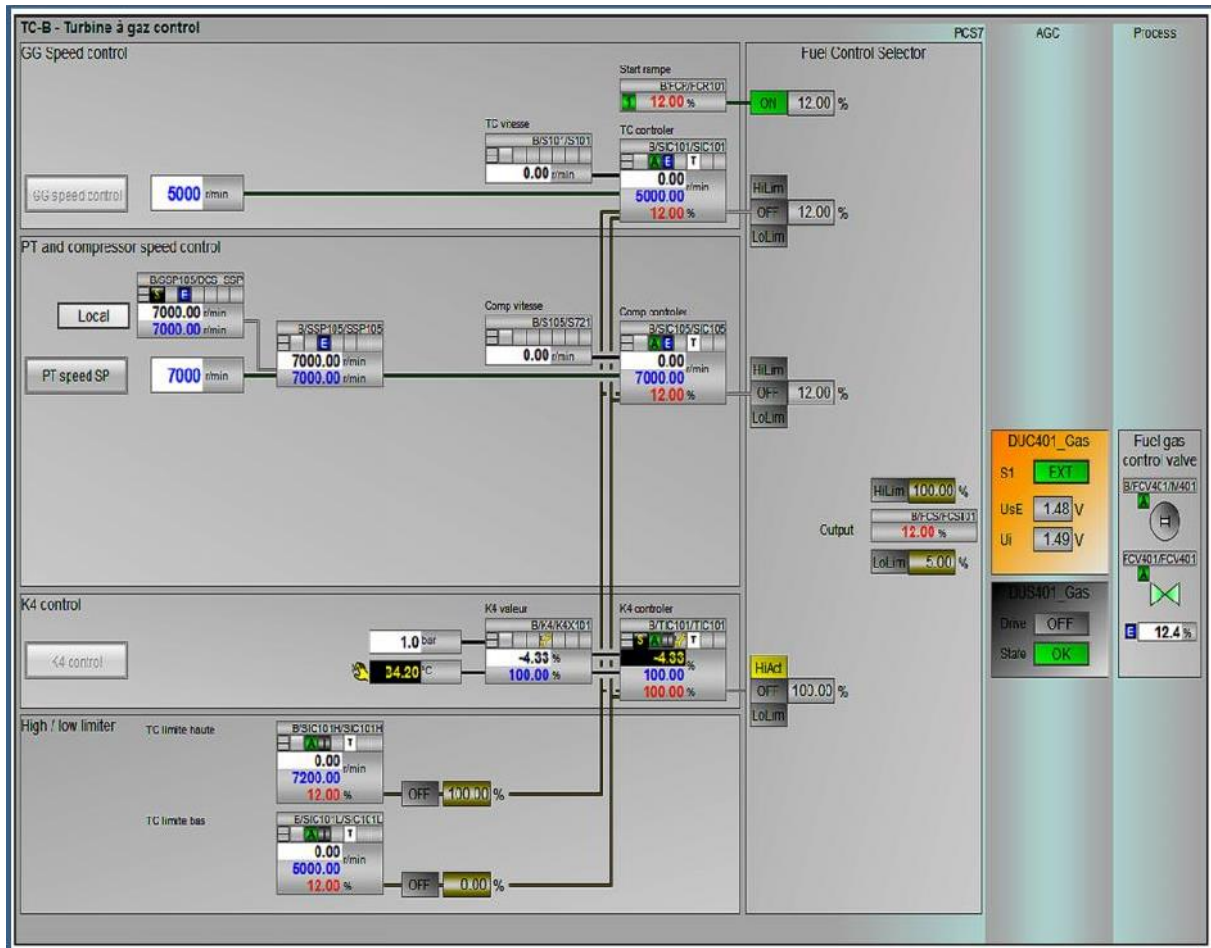 TC-B - Turbine à gaz control
PCS7
AGC
Process
GG Speed control
Fuel Control Selector
Start rampe
B/FCR/FCR101
12.00 %
ON 12.00 %
TC vitesse
B/S101/S101
0.00 r/min
TC controler
B/SIC101/SIC101
A E T
0.00
r/min
5000.00
12.00 %
GG speed control
5000 r/min
HiLim
OFF 12.00 %
LoLim
PT and compressor speed control
B/SSP105/DCS_SSP
S E
Local
7000.00 r/min
7000.00 r/min
B/SSP105/SSP105
E
7000.00 r/min
7000.00 r/min
PT speed SP
7000 r/min
Comp vitesse
B/S105/S721
0.00 r/min
Comp controler
B/SIC105/SIC105
A E T
0.00
r/min
7000.00
12.00 %
HiLim
OFF 12.00 %
LoLim
HiLim 100.00 %
B/FCS/FCS101
Output
12.00 %
LoLim 5.00 %
DUC401_Gas
S1 EXT
UsE 1.48 V
Ui 1.49 V
DUS401_Gas
Drive OFF
State OK
Fuel gas
control valve
B/FCV401/M401
A
FCV401/FCV401
A
E 12.4 %
K4 control
K4 control
1.0 bar
34.20 °C
K4 valeur
B/K4/K4X101
-4.33 %
100.00 %
K4 controler
B/TIC101/TIC101
S A T
-4.33
%
100.00
100.00 %
HiAct
OFF 100.00 %
LoLim
High / low limiter
TC limite haute
B/SIC101H/SIC101H
A I T
0.00
r/min
7200.00
12.00 %
OFF 100.00 %
TC limite bas
B/SIC101L/SIC101L
A I T
0.00
r/min
5000.00
12.00 %
OFF 0.00 %